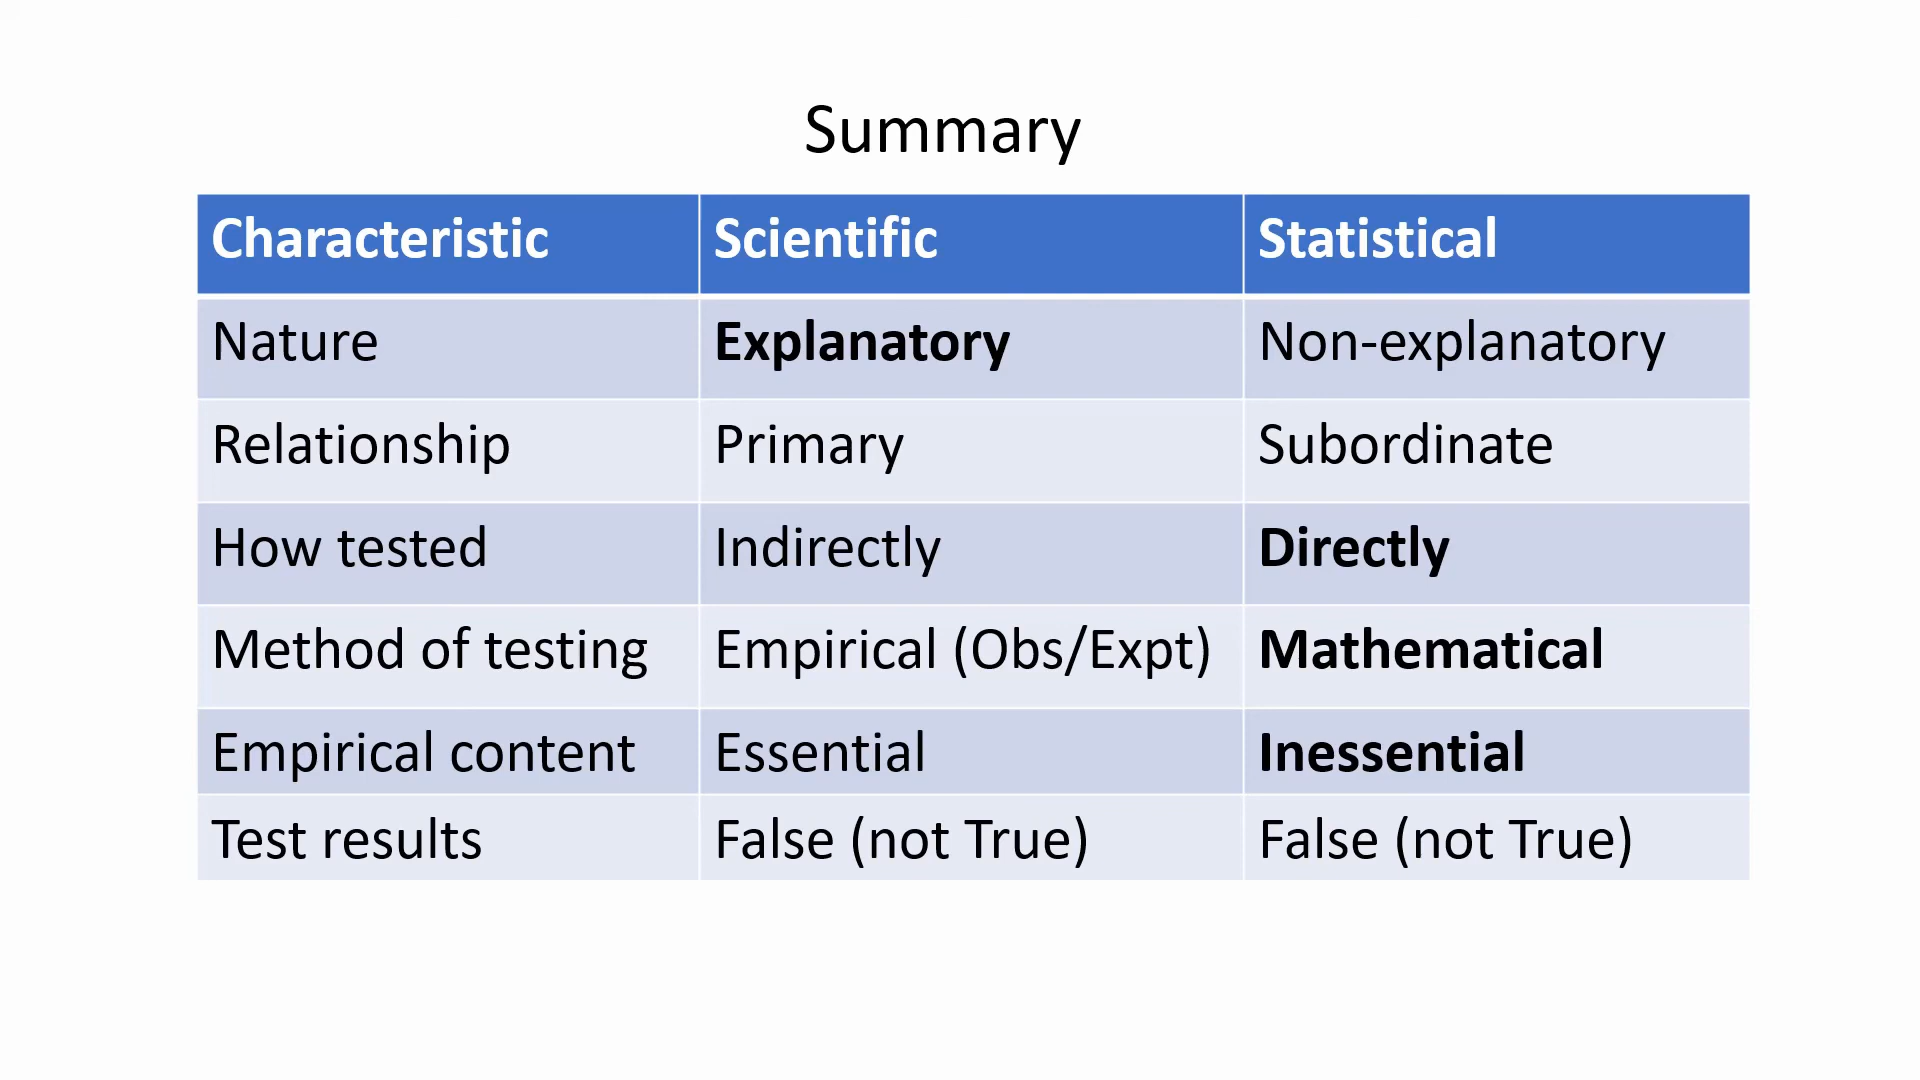 Summary
Characteristic Scientific Statistical
Nature Explanatory Non-explanatory
Relationship Primary Subordinate
How tested Indirectly Directly
Method of testing Empirical (Obs/Expt) Mathematical
Empirical content Essential Inessential
Test results False (not True) False (not True)